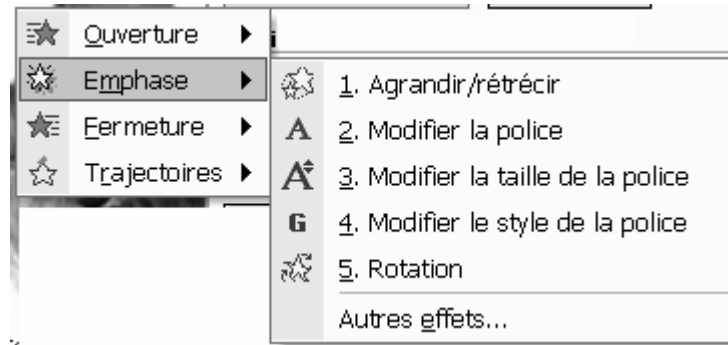 Ouverture
Emphase
Fermeture
Trajectoires
1. Agrandir/rétrécir
2. Modifier la police
3. Modifier la taille de la police
4. Modifier le style de la police
5. Rotation
Autres effets...